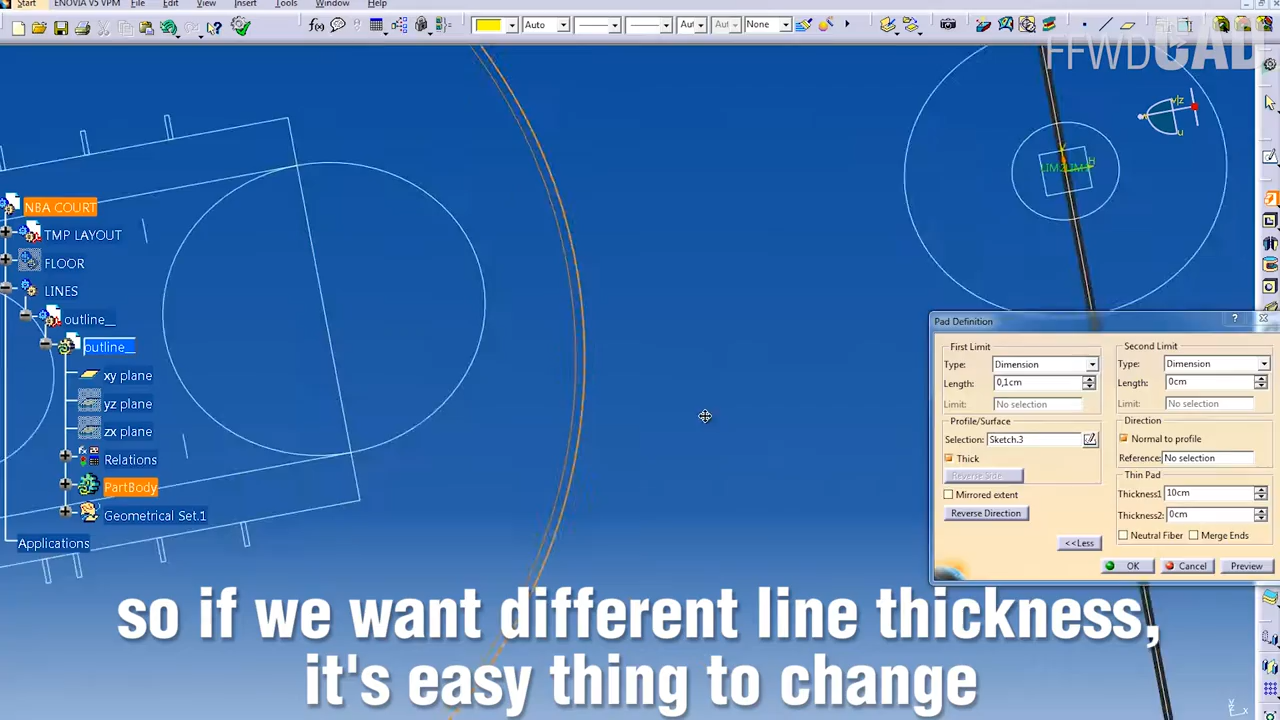 Start ENOVIA V5 VPM File Edit View Insert Tools Window Help
Auto Aut Aut None
FFWDCAD
NBA COURT
TMP LAYOUT
FLOOR
LINES
outline_
outline_
xy plane
yz plane
zx plane
Relations
PartBody
Geometrical Set.1
Applications
Pad Definition
First Limit
Type: Dimension
Length: 0,1cm
Limit: No selection
Profile/Surface
Selection: Sketch.3
Thick
Reverse Side
Mirrored extent
Reverse Direction
<<Less
Second Limit
Type: Dimension
Length: 0cm
Limit: No selection
Direction
Normal to profile
Reference: No selection
Thin Pad
Thickness1 10cm
Thickness2: 0cm
Neutral Fiber Merge Ends
OK Cancel Preview
so if we want different line thickness,
it's easy thing to change